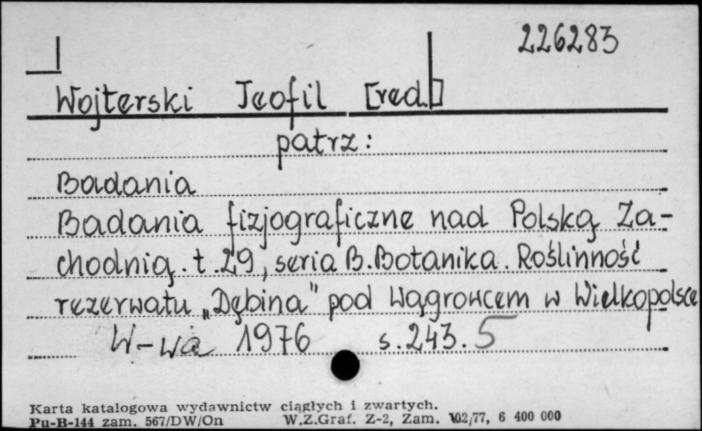 226283
Wojterski Teofil [red.]
patrz:
Badania
Badania fizjograficzne nad Polską Za-
chodnią. t. 29, seria B. Botanika. Roślinność
rezerwatu „Dębina" pod Wągrowcem w Wielkopolsce
W-wa 1976 s. 243. 5
Karta katalogowa wydawnictw ciągłych i zwartych.
Pu-B-144 zam. 567/DW/On W.Z.Graf. Z-2, Zam. 102/77, 6 400 000